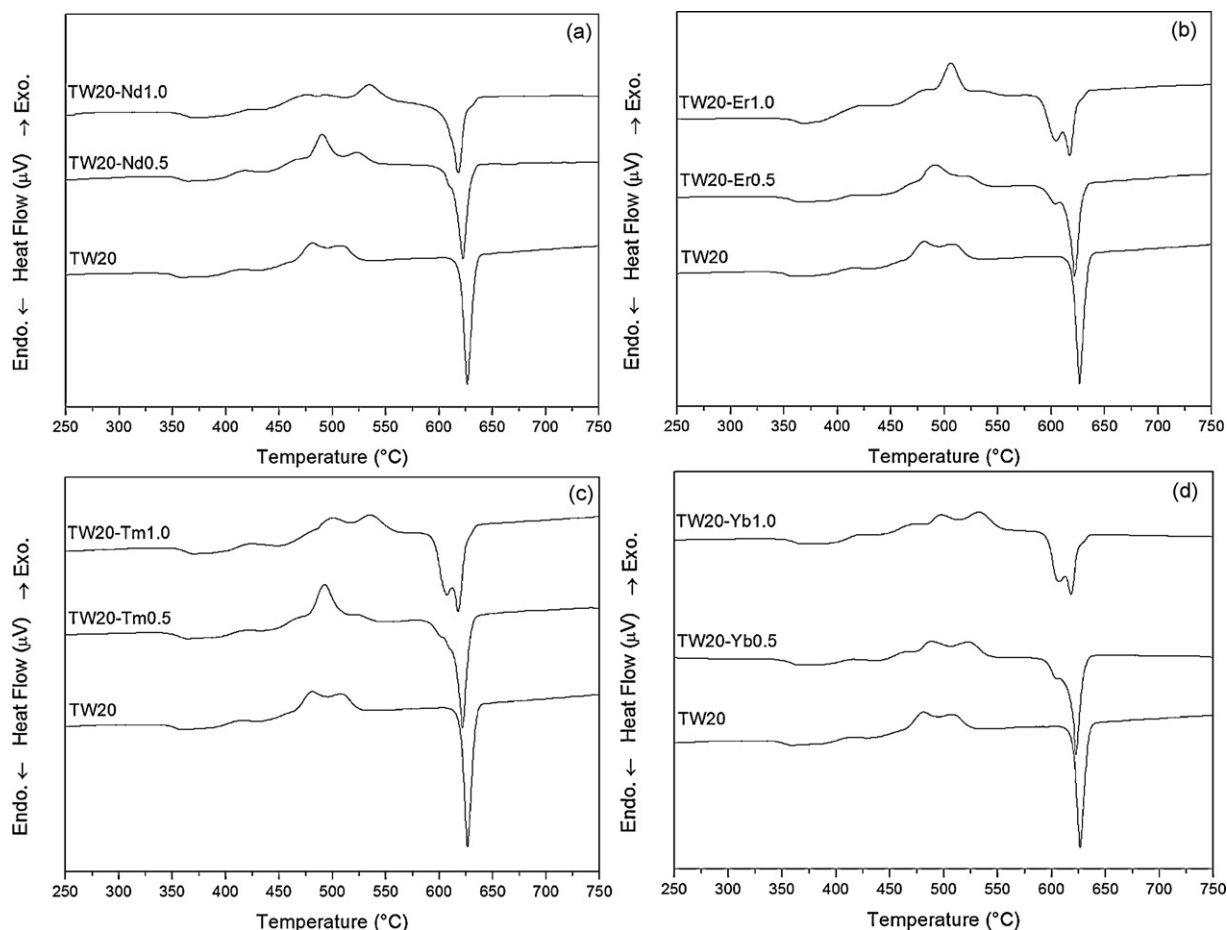 (a)
TW20-Nd1.0
TW20-Nd0.5
TW20
Endo. ← Heat Flow (μV) → Exo.
250 300 350 400 450 500 550 600 650 700 750
Temperature (°C)
(b)
TW20-Er1.0
TW20-Er0.5
TW20
Endo. ← Heat Flow (μV) → Exo.
250 300 350 400 450 500 550 600 650 700 750
Temperature (°C)
(c)
TW20-Tm1.0
TW20-Tm0.5
TW20
Endo. ← Heat Flow (μV) → Exo.
250 300 350 400 450 500 550 600 650 700 750
Temperature (°C)
(d)
TW20-Yb1.0
TW20-Yb0.5
TW20
Endo. ← Heat Flow (μV) → Exo.
250 300 350 400 450 500 550 600 650 700 750
Temperature (°C)